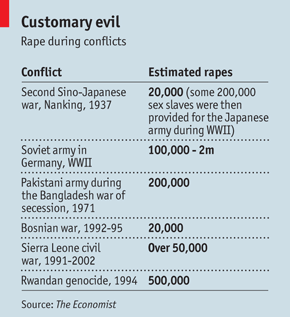 Customary evil
Rape during conflicts
Conflict Estimated rapes
Second Sino-Japanese 20,000 (some 200,000
war, Nanking, 1937 sex slaves were then
provided for the Japanese
army during WWII)
Soviet army in 100,000 - 2m
Germany, WWII
Pakistani army during 200,000
the Bangladesh war of
secession, 1971
Bosnian war, 1992-95 20,000
Sierra Leone civil Over 50,000
war, 1991-2002
Rwandan genocide, 1994 500,000
Source: The Economist